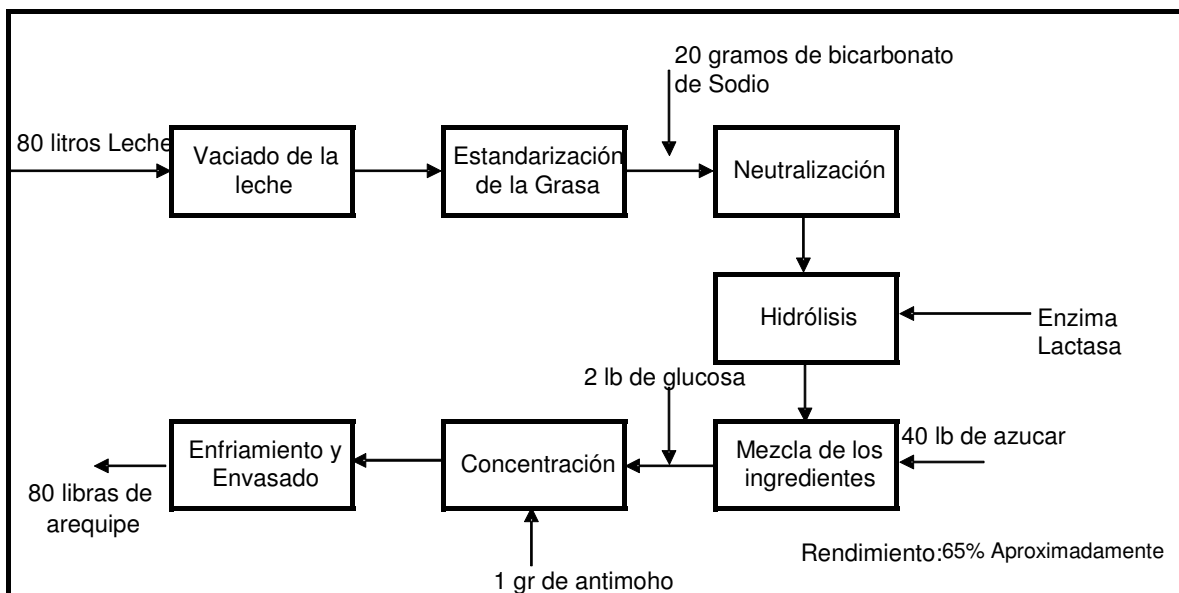 20 gramos de bicarbonato
de Sodio
80 litros Leche
Vaciado de la
leche
Estandarización
de la Grasa
Neutralización
Hidrólisis
Enzima
Lactasa
2 lb de glucosa
40 lb de azucar
Mezcla de los
ingredientes
Concentración
Enfriamiento y
Envasado
80 libras de
arequipe
1 gr de antimoho
Rendimiento:65% Aproximadamente